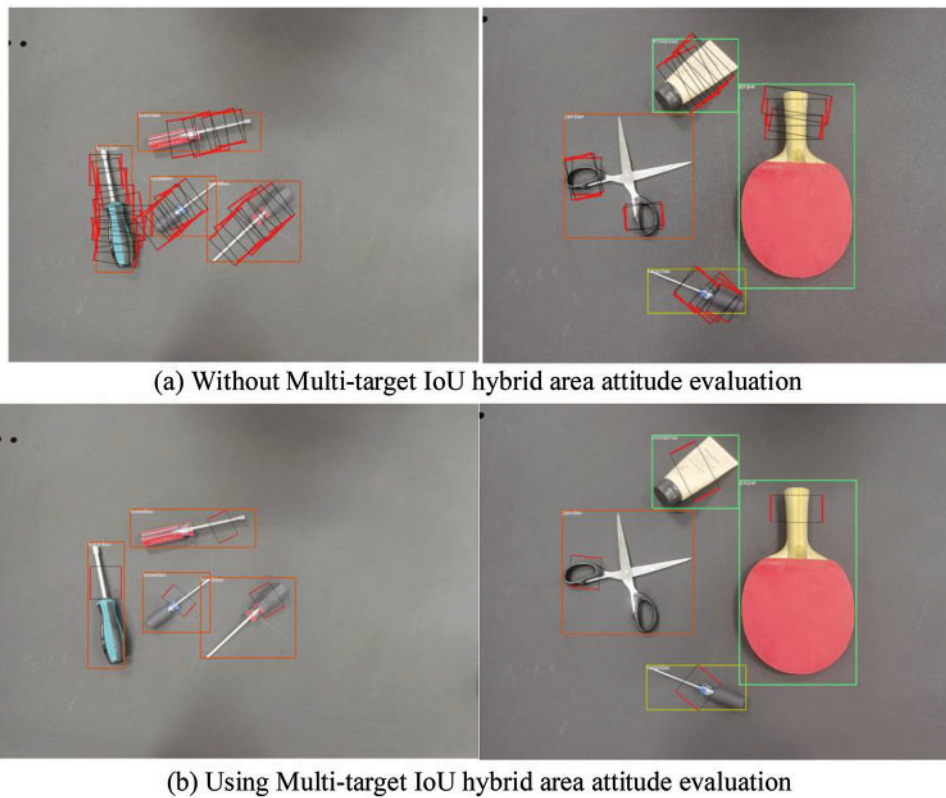 (a) Without Multi-target IoU hybrid area attitude evaluation
(b) Using Multi-target IoU hybrid area attitude evaluation